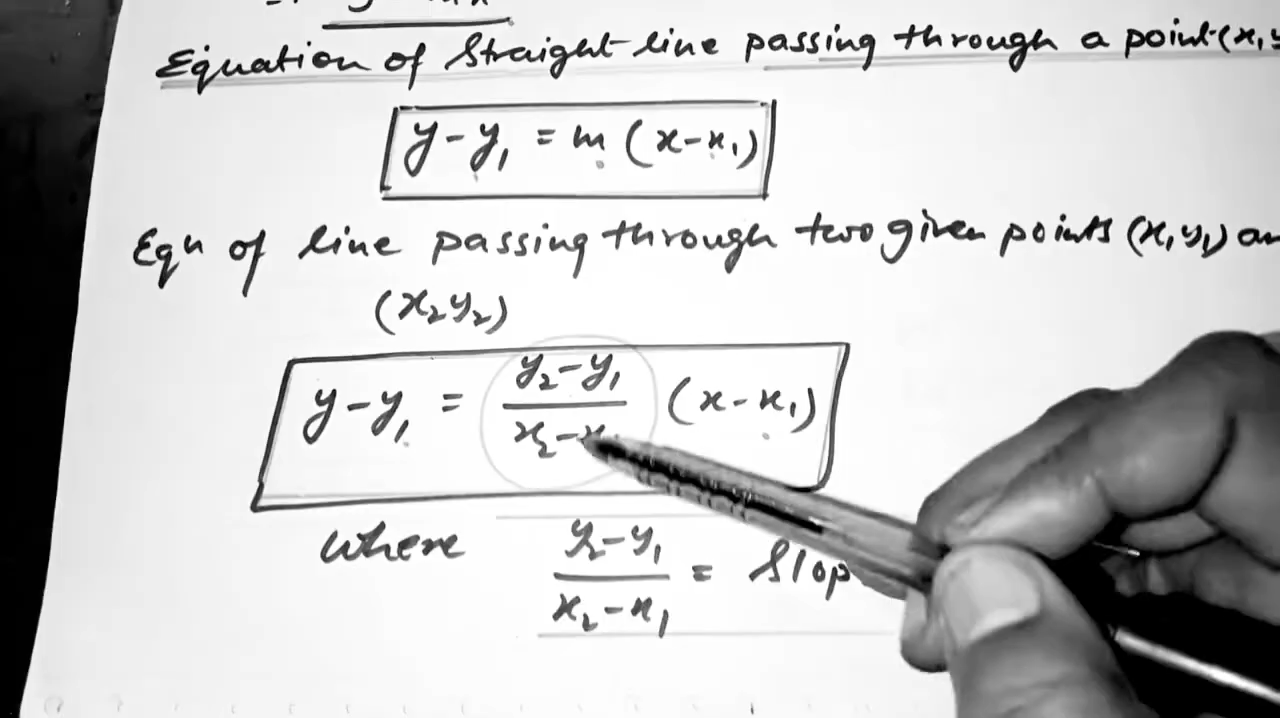 Equation of Straight line passing through a point (x₁
y - y₁ = m (x - x₁)
Eqn of line passing through two given points (x₁ y₁) an
(x₂ y₂)
y - y₁ = (y₂ - y₁)/(x₂ - x (x - x₁)
where (y₂ - y₁)/(x₂ - x₁) = Slop